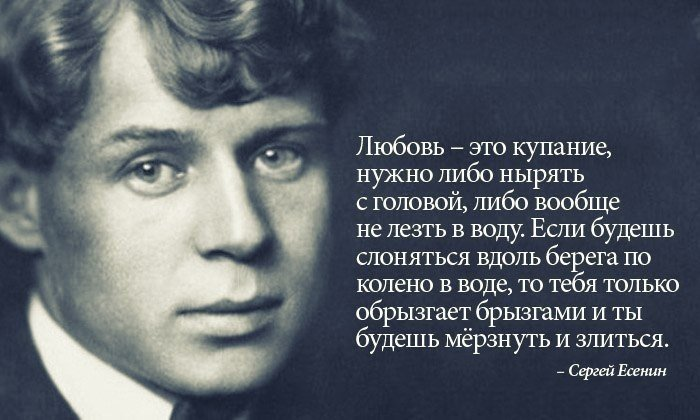 Любовь – это купание,
нужно либо нырять
с головой, либо вообще
не лезть в воду. Если будешь
слоняться вдоль берега по
колено в воде, то тебя только
обрызгает брызгами и ты
будешь мёрзнуть и злиться.
– Сергей Есенин